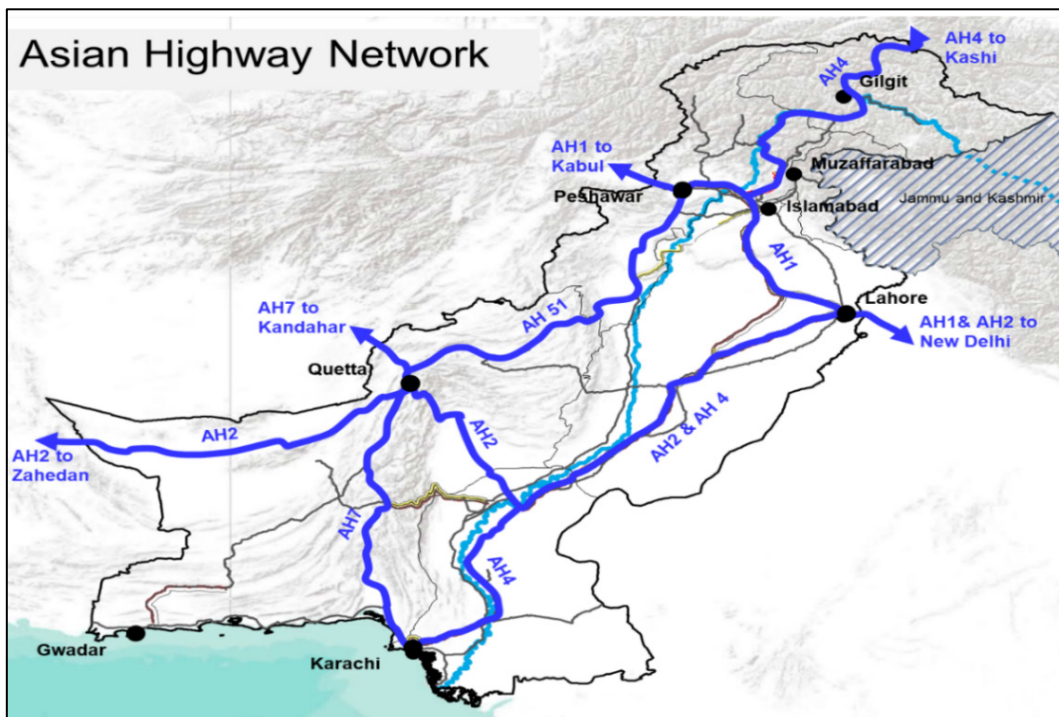 Asian Highway Network
AH4 to
Kashi
AH4
Gilgit
AH1 to
Kabul
Muzaffarabad
Peshawar
Islamabad
Jammu and Kashmir
AH1
AH7 to
Kandahar
AH 51
Lahore
AH1& AH2 to
New Delhi
Quetta
AH2
AH2
AH2 & AH 4
AH2 to
Zahedan
AH7
AH4
Gwadar
Karachi